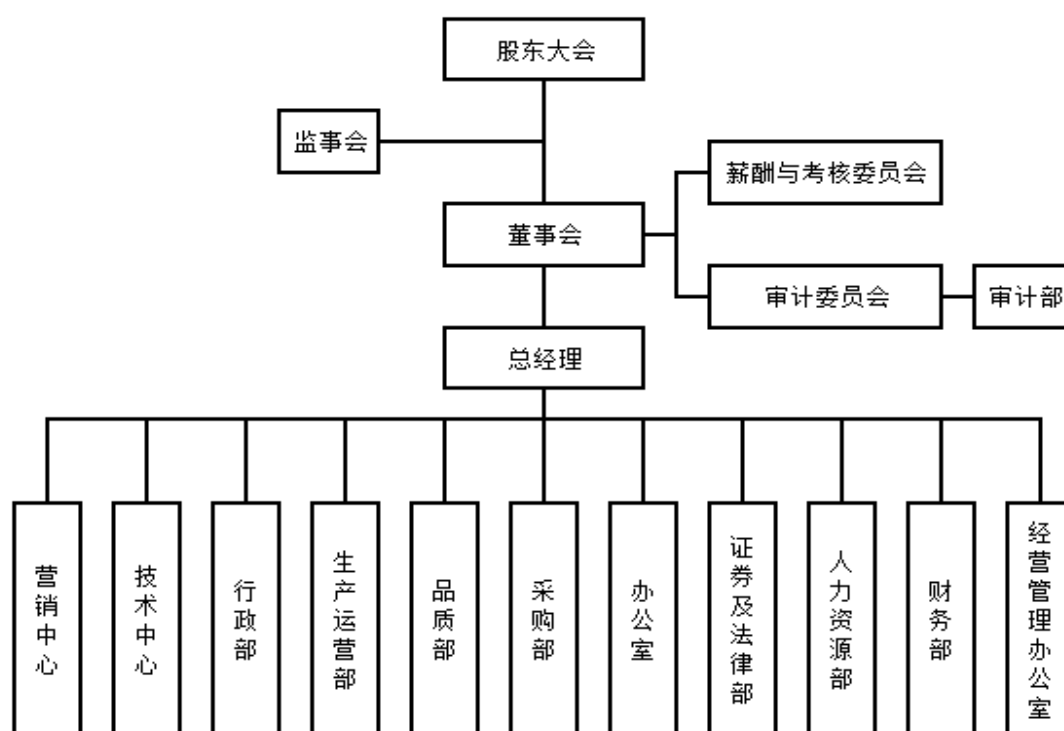 股东大会
监事会
薪酬与考核委员会
董事会
审计委员会
审计部
总经理
营销中心
技术中心
行政部
生产运营部
品质部
采购部
办公室
证券及法律部
人力资源部
财务部
经营管理办公室